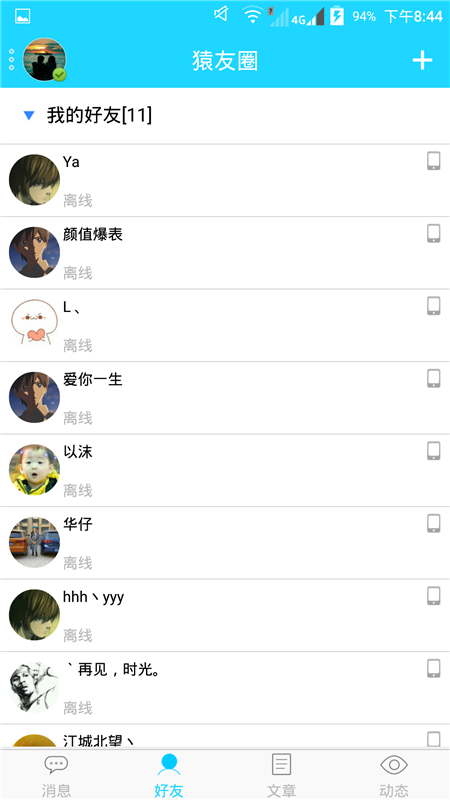 4G 94% 下午8:44
猿友圈
我的好友[11]
Ya
离线
颜值爆表
离线
L、
离线
爱你一生
离线
以沫
离线
华仔
离线
hhh丶yyy
离线
｀再见，时光。
离线
江城北望丶
消息 好友 文章 动态